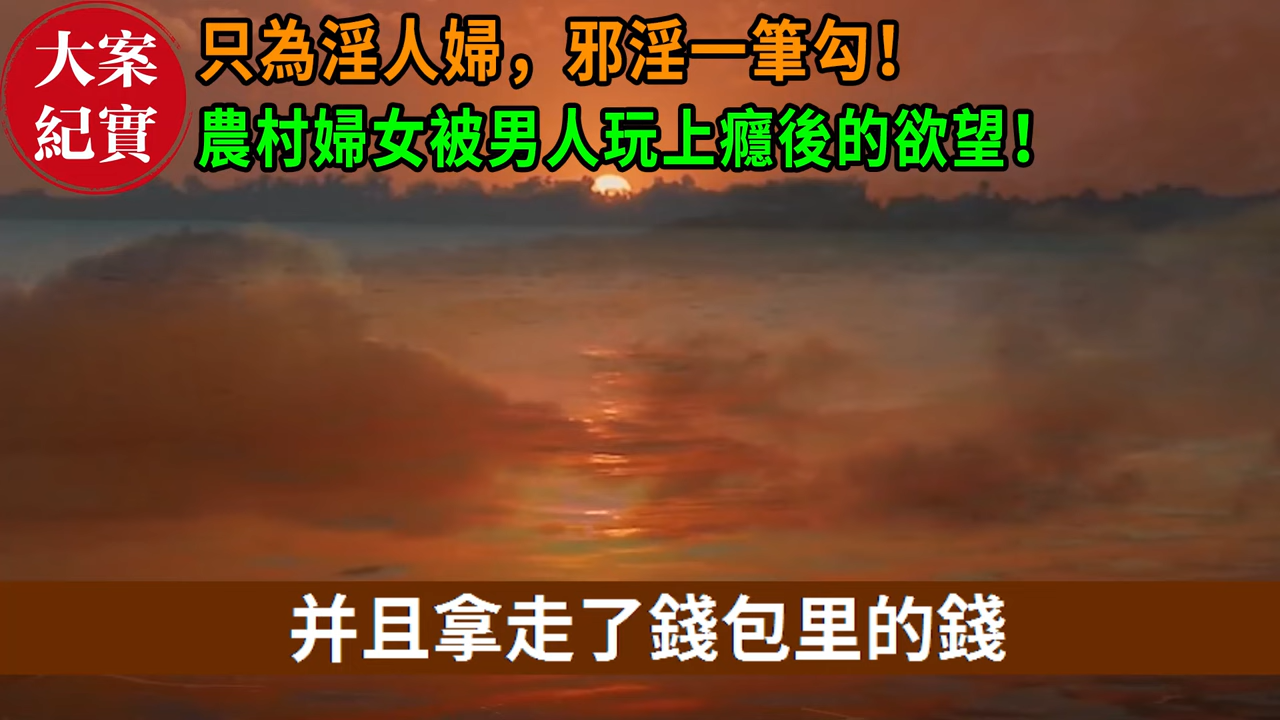 大案
紀實
只為淫人婦，邪淫一筆勾！
農村婦女被男人玩上癮後的欲望！
并且拿走了錢包里的錢